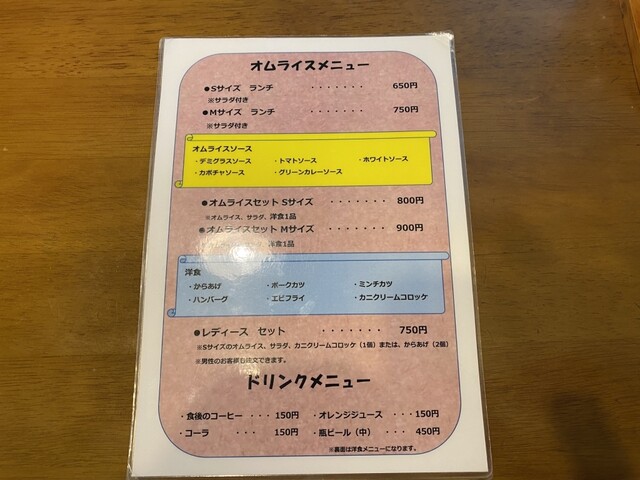 オムライスメニュー
●Sサイズ ランチ ・・・・・・・ 650円
※サラダ付き
●Mサイズ ランチ ・・・・・・・ 750円
※サラダ付き
オムライスソース
・デミグラスソース ・トマトソース ・ホワイトソース
・カボチャソース ・グリーンカレーソース
●オムライスセット Sサイズ ・・・・・・・ 800円
※オムライス、サラダ、洋食1品
●オムライスセット Mサイズ ・・・・・・・ 900円
※オムライス、サラダ、洋食1品
洋食
・からあげ ・ポークカツ ・ミンチカツ
・ハンバーグ ・エビフライ ・カニクリームコロッケ
●レディース セット ・・・・・・・ 750円
※Sサイズのオムライス、サラダ、カニクリームコロッケ（1個）または、からあげ（2個）
※男性のお客様も注文できます。
ドリンクメニュー
・食後のコーヒー ・・・ 150円 ・オレンジジュース ・・・150円
・コーラ ・・・ 150円 ・瓶ビール（中） ・・・ 450円
※裏面は洋食メニューになります。